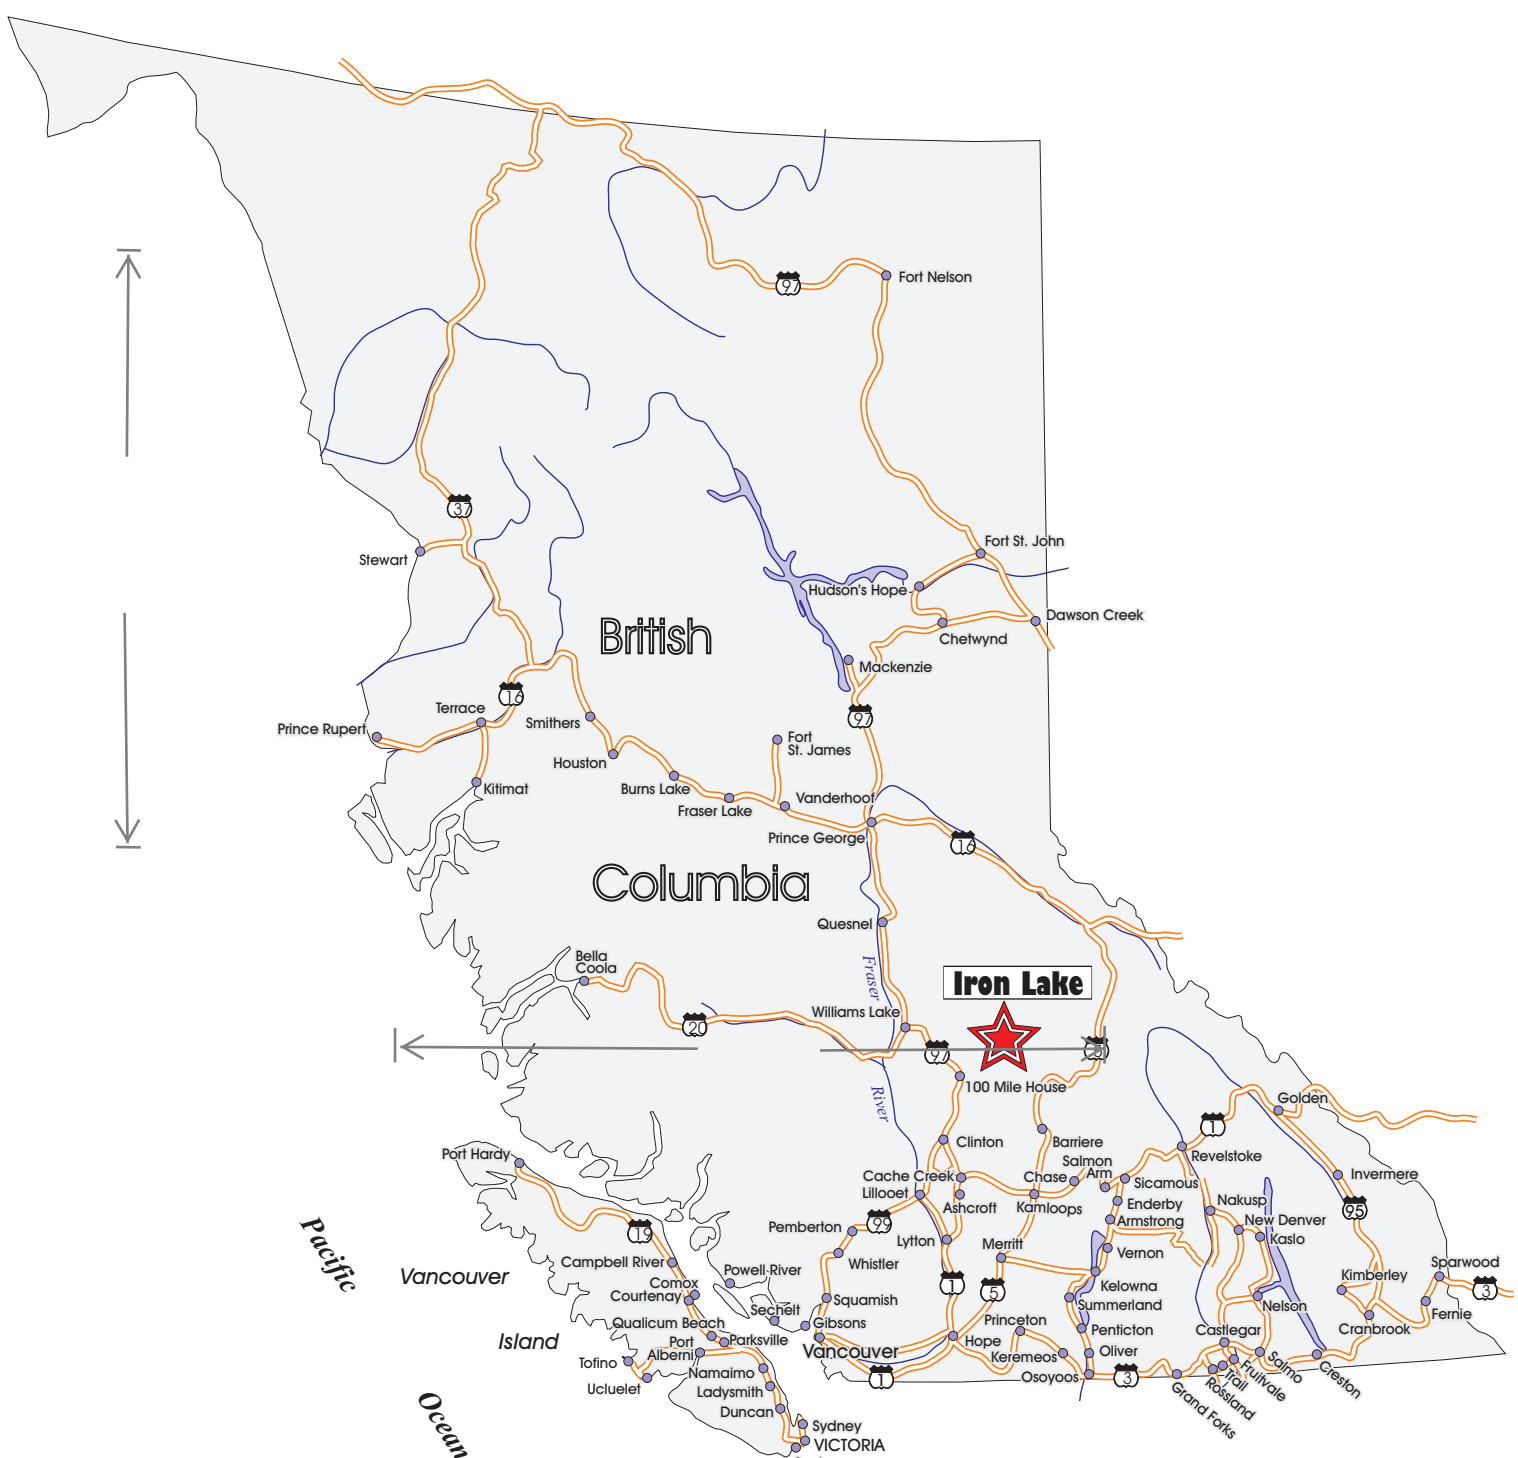 97
Fort Nelson
37
Stewart
Fort St. John
Hudson's Hope
Dawson Creek
Chetwynd
British
Mackenzie
16
97
Terrace
Smithers
Prince Rupert
Houston
Fort
St. James
Kitimat
Burns Lake
Fraser Lake
Vanderhoof
Prince George
16
Columbia
Quesnel
Bella
Coola
Fraser
Iron Lake
Williams Lake
20
97
100 Mile House
River
Golden
1
Clinton
Barriere
Revelstoke
Port Hardy
Salmon
Arm
Cache Creek
Chase
Sicamous
Invermere
Lillooet
Ashcroft
Kamloops
Enderby
Nakusp
95
Armstrong
New Denver
Kaslo
Pemberton
99
19
Lytton
Merritt
Vernon
Whistler
Campbell River
Powell River
Sparwood
Pacific
Vancouver
Comox
Courtenay
1
5
Kelowna
Kimberley
3
Squamish
Summerland
Nelson
Fernie
Sechelt
Gibsons
Princeton
Penticton
Castlegar
Cranbrook
Qualicum Beach
Parksville
Island
Port
Alberni
Vancouver
Hope
Keremeos
Oliver
Tofino
Namaimo
1
Osoyoos
3
Salmo
Creston
Fruitvale
Trail
Rossland
Grand Forks
Ucluelet
Ladysmith
Duncan
Ocean
Sydney
VICTORIA